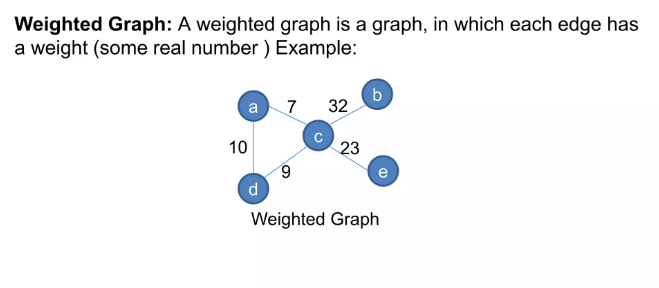 Weighted Graph: A weighted graph is a graph, in which each edge has
a weight (some real number ) Example:
a 7 32 b
c
10 23
9 e
d
Weighted Graph